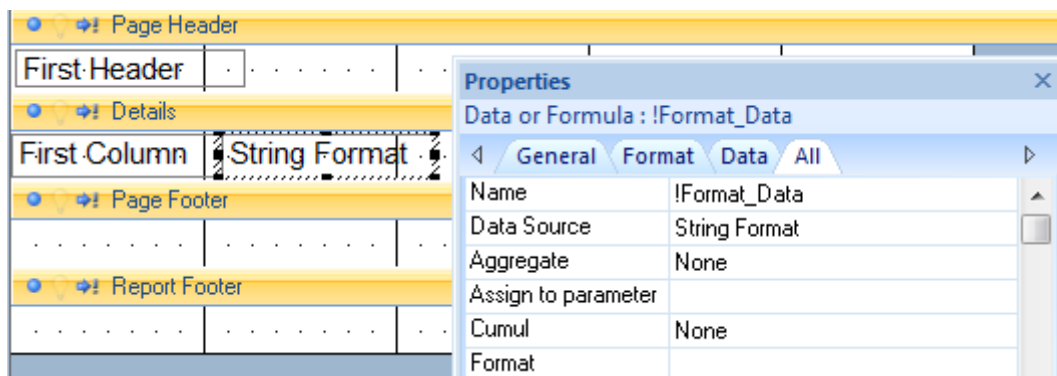 Page Header
First Header
Details
First Column String Format
Page Footer
Report Footer
Properties
Data or Formula : !Format_Data
General Format Data All
Name !Format_Data
Data Source String Format
Aggregate None
Assign to parameter
Cumul None
Format